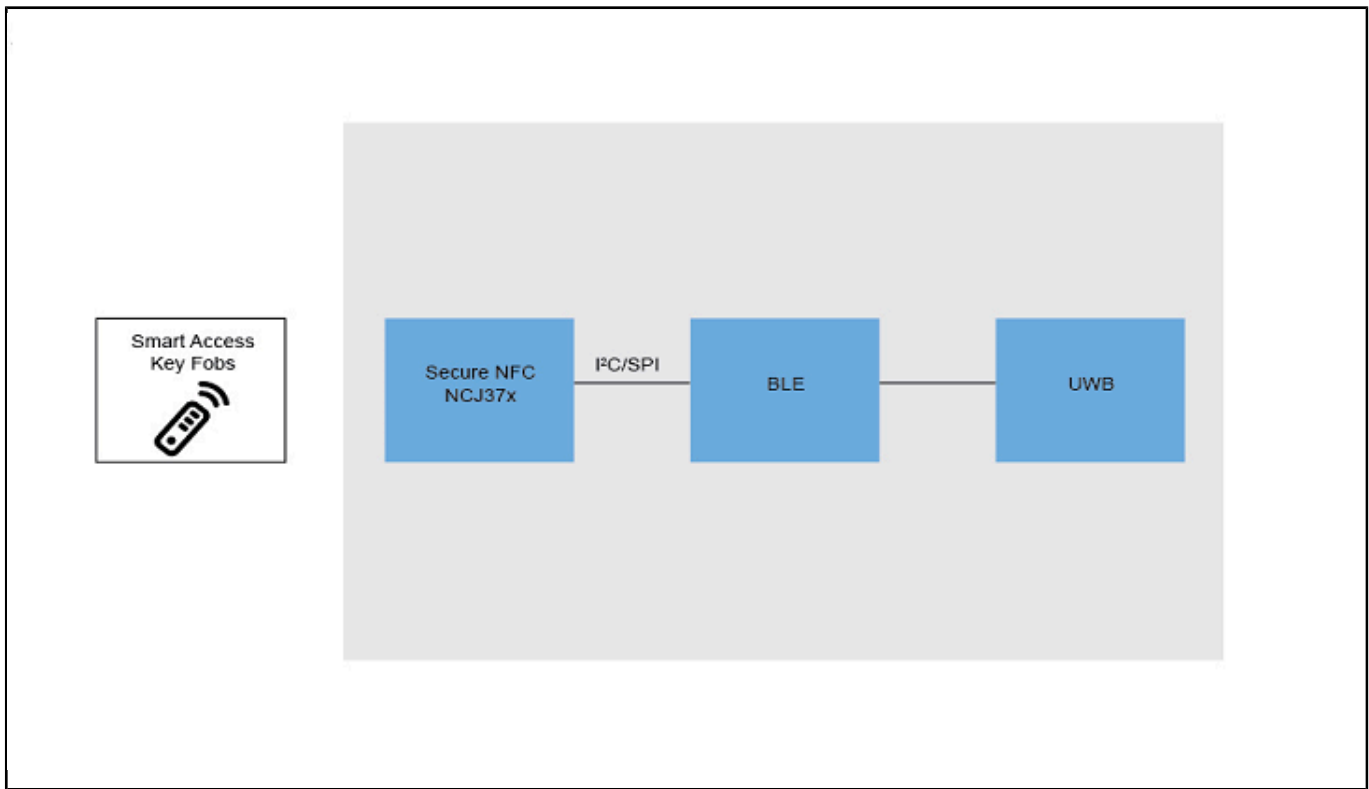 Smart Access
Key Fobs
Secure NFC
NCJ37x
I²C/SPI
BLE
UWB